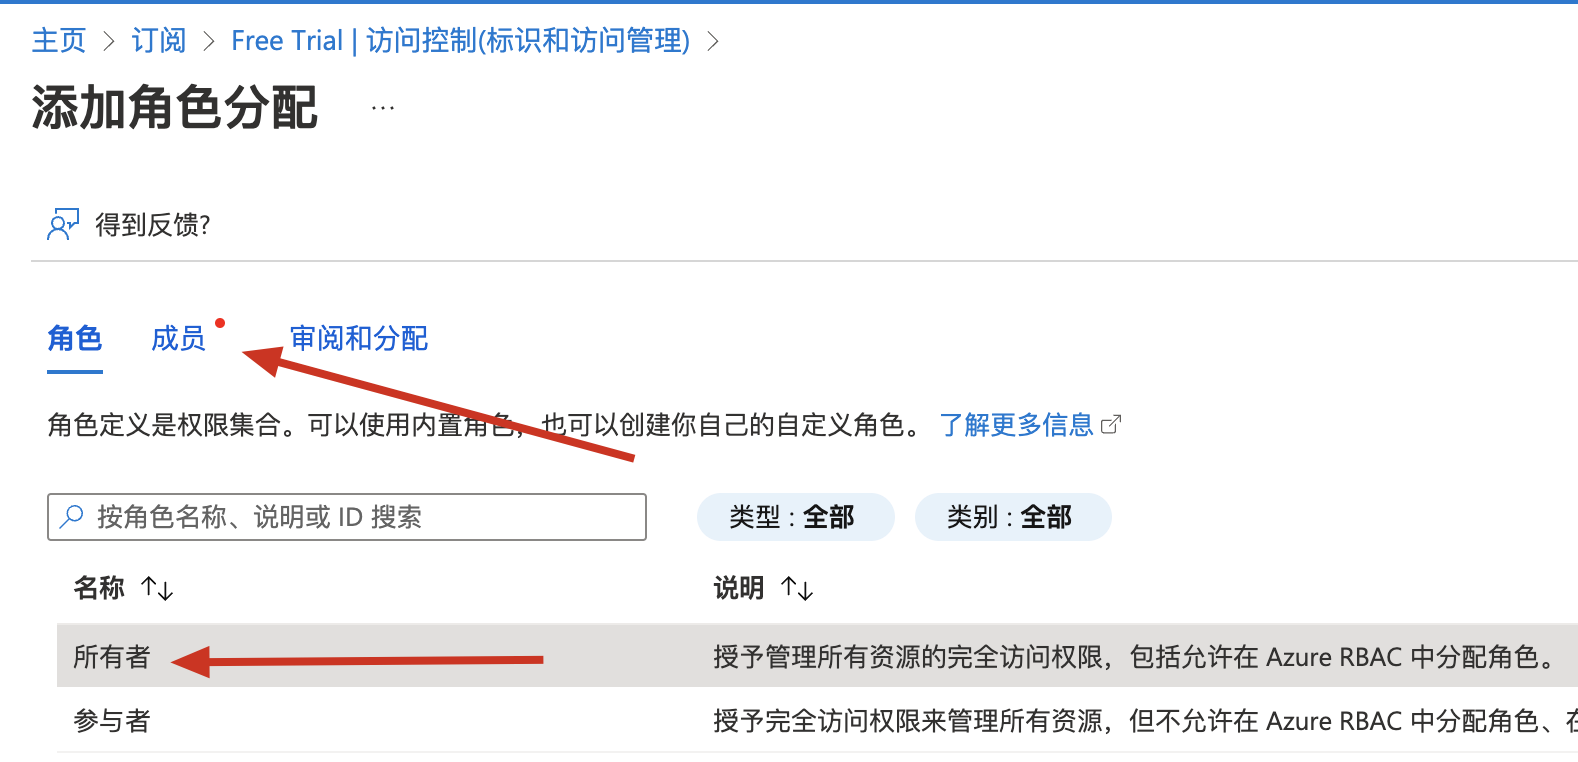 主页 > 订阅 > Free Trial | 访问控制(标识和访问管理) >
添加角色分配 ...
得到反馈?
角色 成员 审阅和分配
角色定义是权限集合。可以使用内置角色，也可以创建你自己的自定义角色。 了解更多信息
按角色名称、说明或 ID 搜索 类型 : 全部 类别 : 全部
名称 ↑↓ 说明 ↑↓
所有者 授予管理所有资源的完全访问权限，包括允许在 Azure RBAC 中分配角色。
参与者 授予完全访问权限来管理所有资源，但不允许在 Azure RBAC 中分配角色、